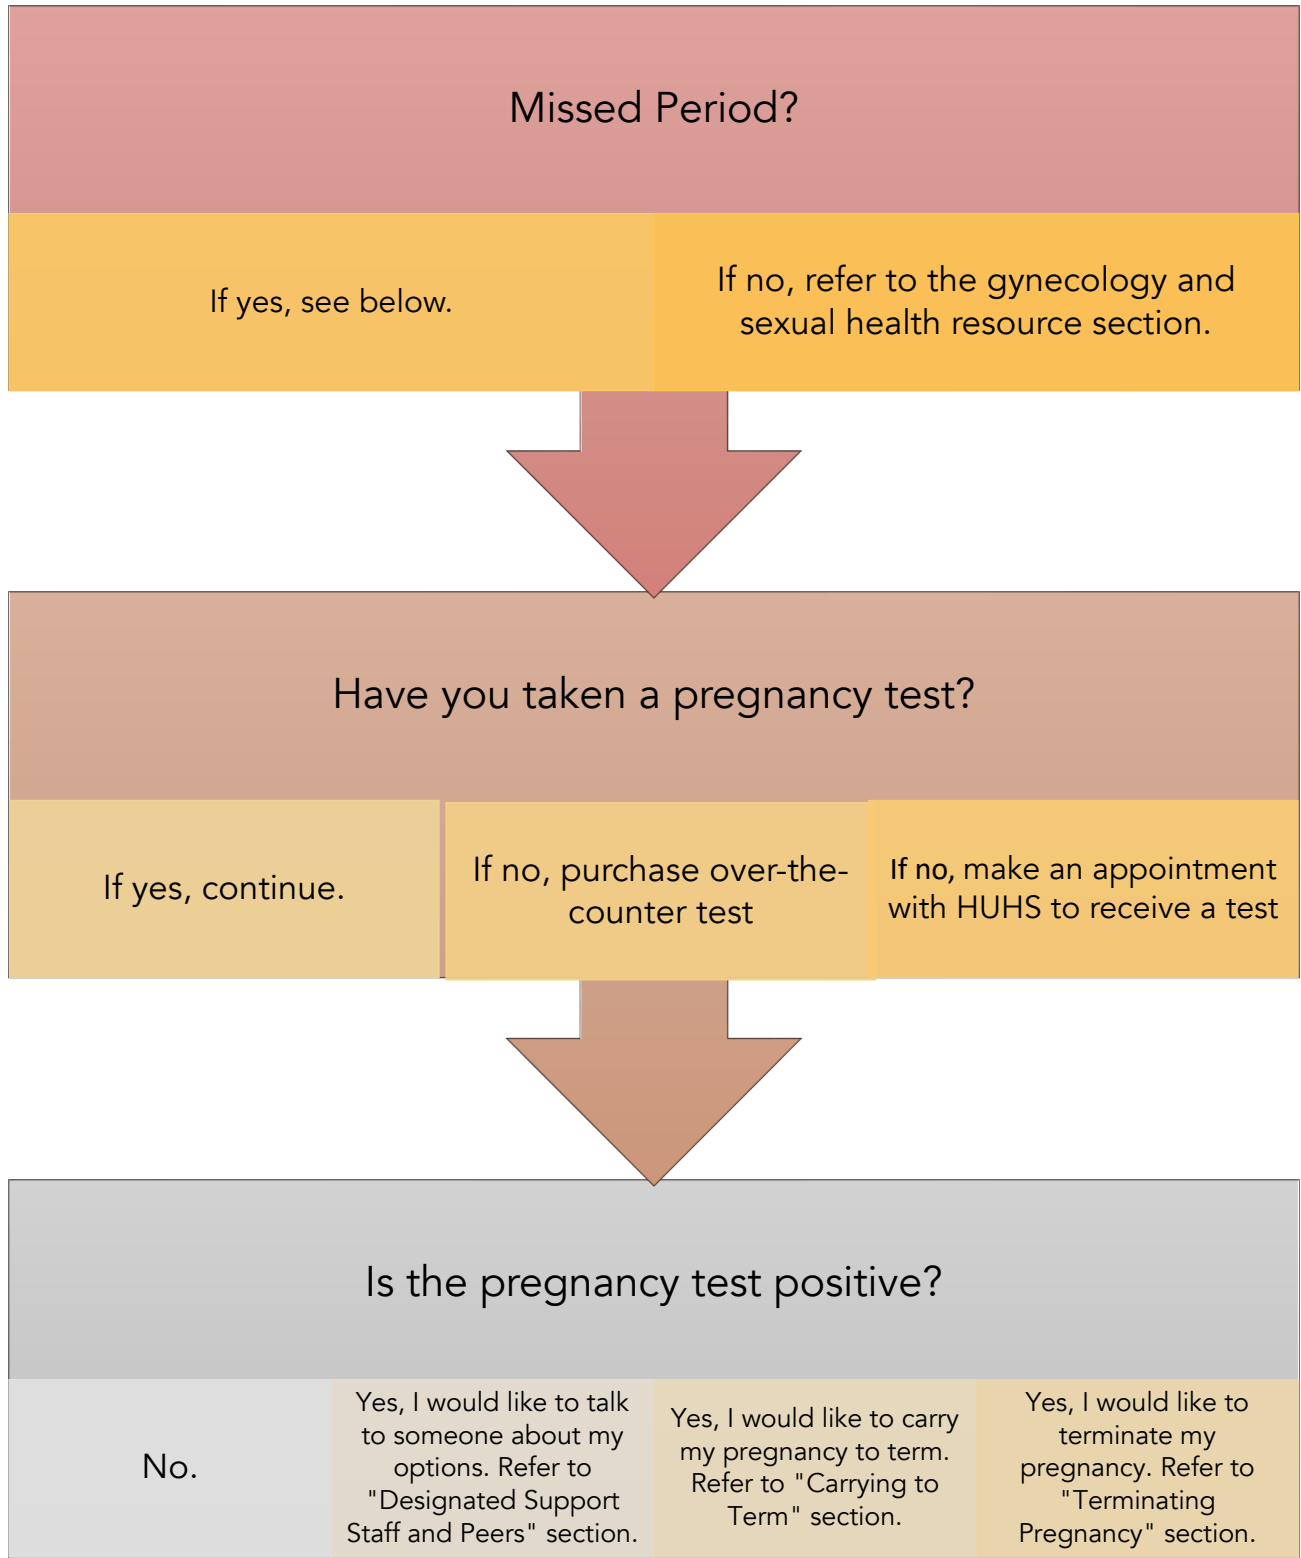 Missed Period?
If yes, see below.
If no, refer to the gynecology and
sexual health resource section.
Have you taken a pregnancy test?
If yes, continue.
If no, purchase over-the-
counter test
If no, make an appointment
with HUHS to receive a test
Is the pregnancy test positive?
No.
Yes, I would like to talk
to someone about my
options. Refer to
"Designated Support
Staff and Peers" section.
Yes, I would like to carry
my pregnancy to term.
Refer to "Carrying to
Term" section.
Yes, I would like to
terminate my
pregnancy. Refer to
"Terminating
Pregnancy" section.